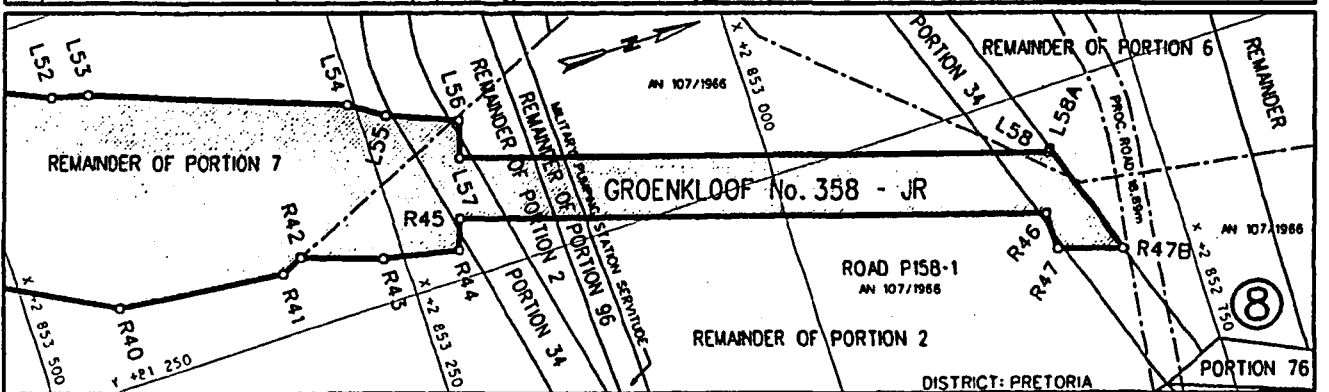 L52
L53
L54
L55
L56
L57
REMAINDER OF PORTION 7
R40
R41
R42
R43
R44
R45
X +2 853 500
Y +21 250
X +2 853 250
REMAINDER OF PORTION 2
REMAINDER OF PORTION 96
MILITARY PUMPING STATION SERVITUDE
PORTION 34
N
AN 107/1966
X +2 853 000
GROENKLOOF No. 358 - JR
PORTION 34
REMAINDER OF PORTION 6
L58
L58A
PROC. ROAD 18,89m
REMAINDER
R46
R47
R47B
ROAD P158-1
AN 107/1966
AN 107/1966
X +2 852 750
8
REMAINDER OF PORTION 2
PORTION 76
DISTRICT: PRETORIA